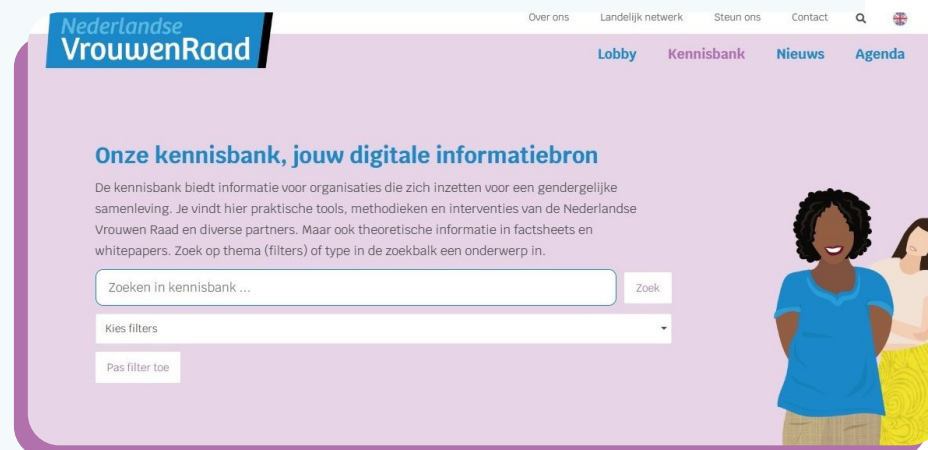 Nederlandse
VrouwenRaad
Over ons Landelijk netwerk Steun ons Contact
Lobby Kennisbank Nieuws Agenda
Onze kennisbank, jouw digitale informatiebron
De kennisbank biedt informatie voor organisaties die zich inzetten voor een gendergelijke
samenleving. Je vindt hier praktische tools, methodieken en interventies van de Nederlandse
Vrouwen Raad en diverse partners. Maar ook theoretische informatie in factsheets en
whitepapers. Zoek op thema (filters) of type in de zoekbalk een onderwerp in.
Zoeken in kennisbank ... Zoek
Kies filters
Pas filter toe